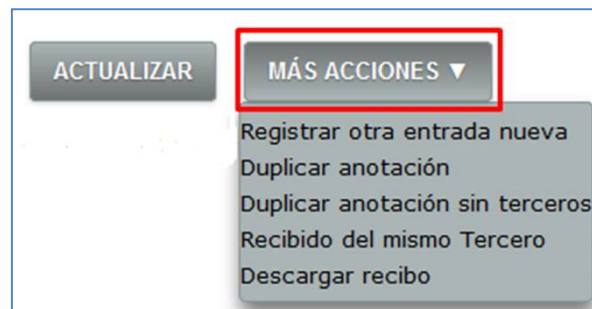 ACTUALIZAR
MÁS ACCIONES ▼
Registrar otra entrada nueva
Duplicar anotación
Duplicar anotación sin terceros
Recibido del mismo Tercero
Descargar recibo